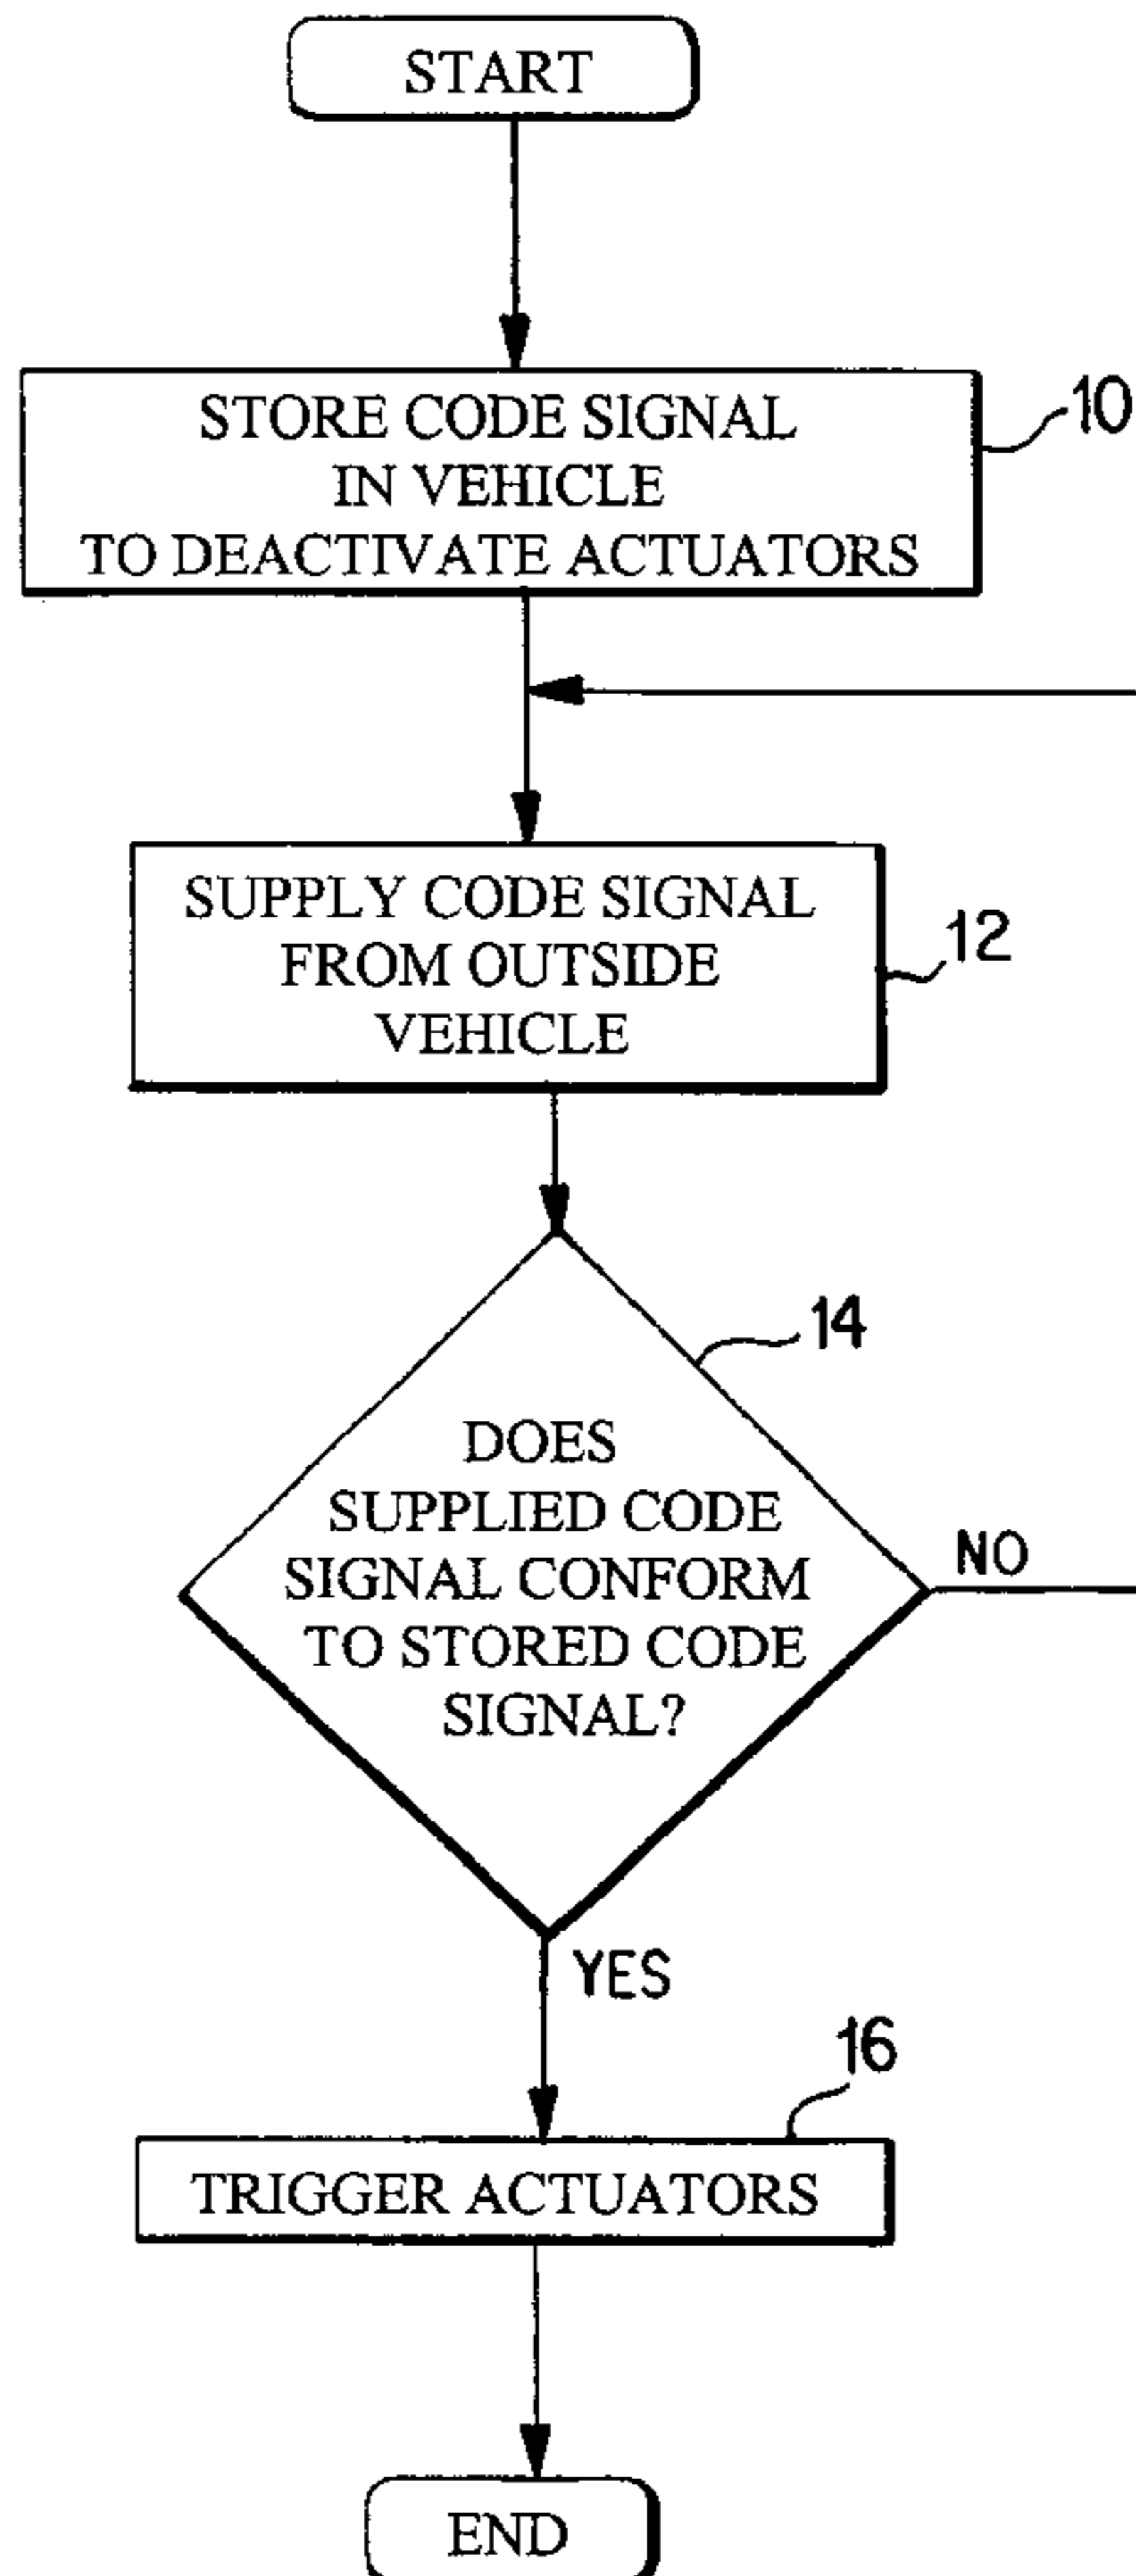 START
STORE CODE SIGNAL
IN VEHICLE
TO DEACTIVATE ACTUATORS
10
SUPPLY CODE SIGNAL
FROM OUTSIDE
VEHICLE
12
14
DOES
SUPPLIED CODE
SIGNAL CONFORM
TO STORED CODE
SIGNAL?
NO
YES
16
TRIGGER ACTUATORS
END